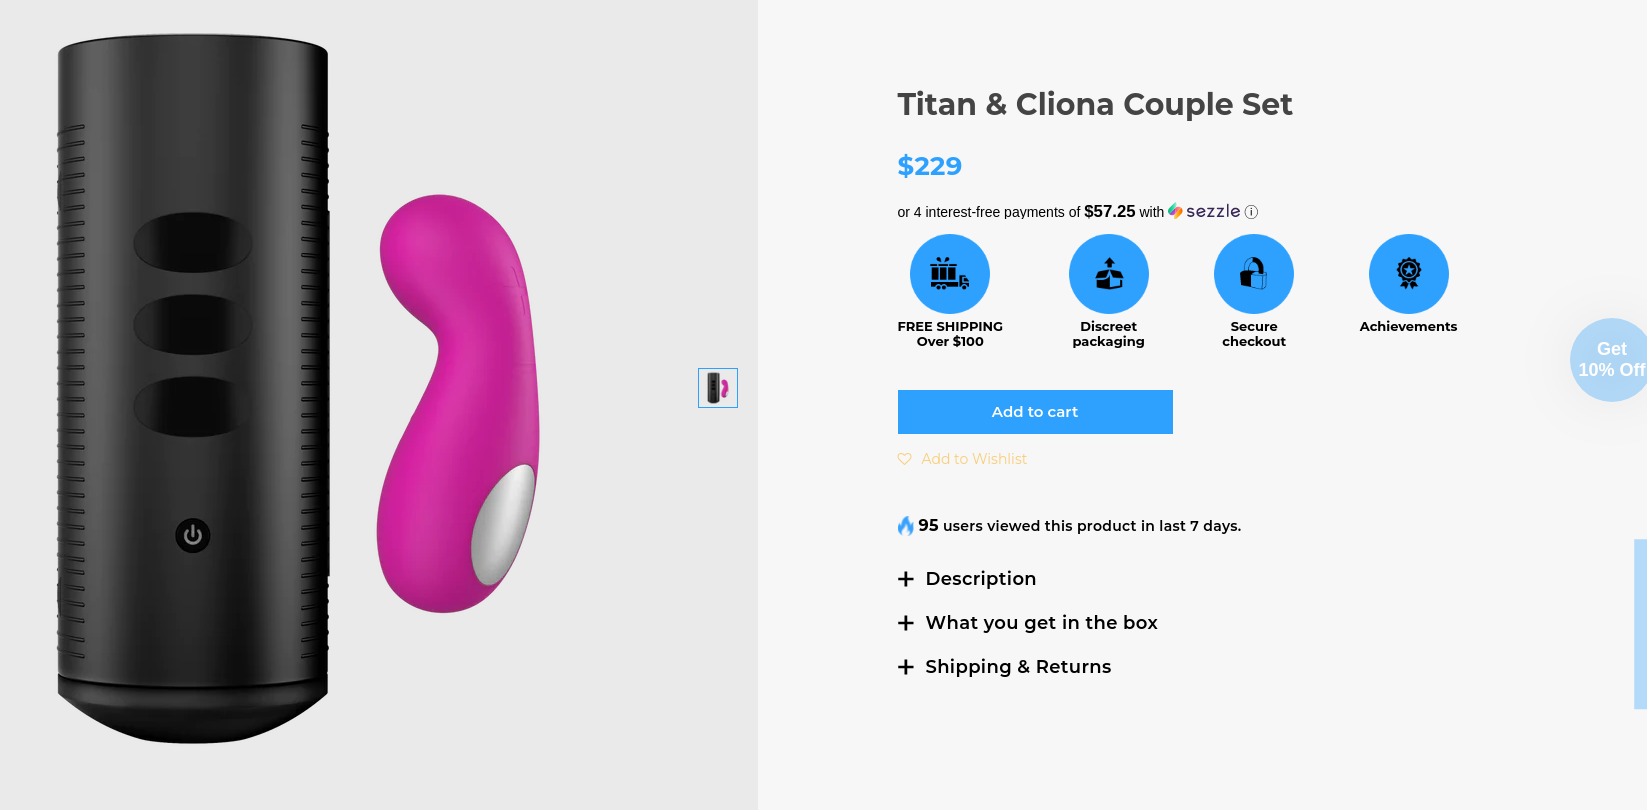 Titan & Cliona Couple Set
$229
or 4 interest-free payments of $57.25 with sezzle ⓘ
FREE SHIPPING
Over $100
Discreet
packaging
Secure
checkout
Achievements
Get
10% Off
Add to cart
Add to Wishlist
95 users viewed this product in last 7 days.
+ Description
+ What you get in the box
+ Shipping & Returns